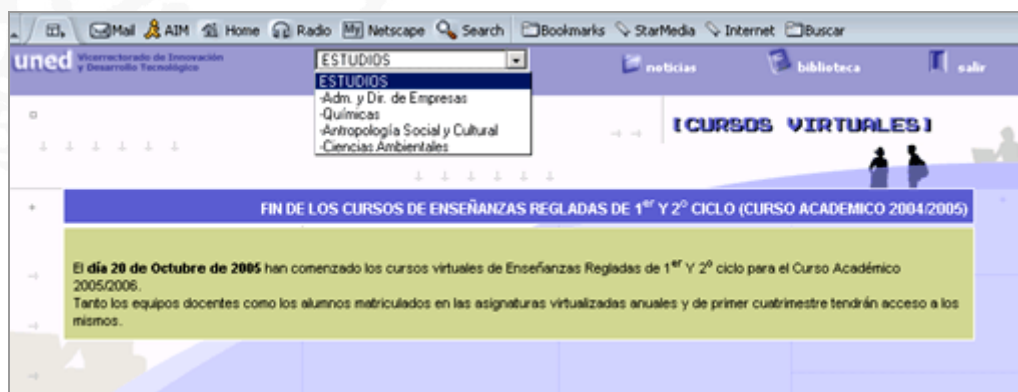 Mail AIM Home Radio My Netscape Search Bookmarks StarMedia Internet Buscar
uned Vicerrectorado de Innovación
y Desarrollo Tecnológico
ESTUDIOS
noticias
biblioteca
salir
ESTUDIOS
-Adm. y Dir. de Empresas
-Químicas
-Antropología Social y Cultural
-Ciencias Ambientales
[CURSOS VIRTUALES]
FIN DE LOS CURSOS DE ENSEÑANZAS REGLADAS DE 1er Y 2º CICLO (CURSO ACADEMICO 2004/2005)
El día 20 de Octubre de 2005 han comenzado los cursos virtuales de Enseñanzas Regladas de 1er Y 2º ciclo para el Curso Académico
2005/2006.
Tanto los equipos docentes como los alumnos matriculados en las asignaturas virtualizadas anuales y de primer cuatrimestre tendrán acceso a los
mismos.